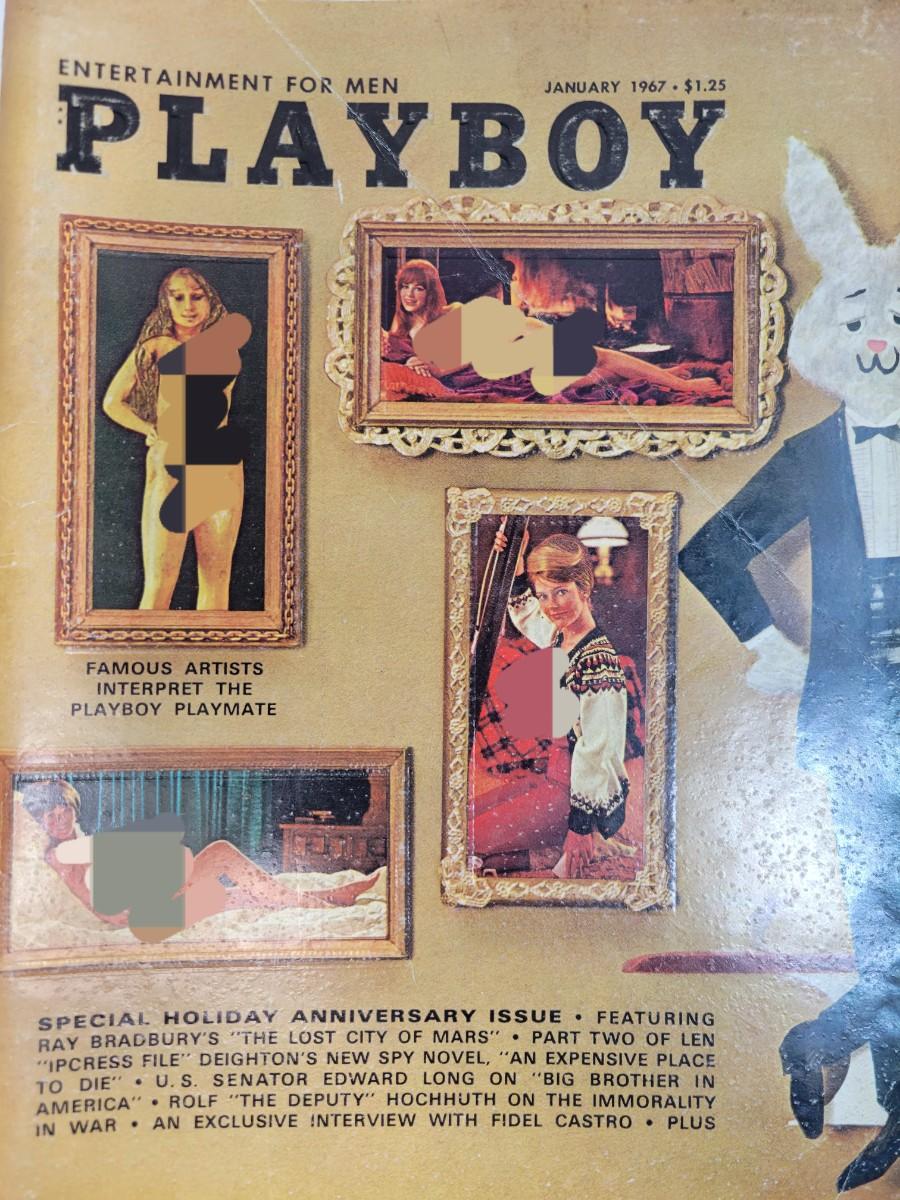 ENTERTAINMENT FOR MEN
JANUARY 1967 • $1.25
PLAYBOY
FAMOUS ARTISTS
INTERPRET THE
PLAYBOY PLAYMATE
SPECIAL HOLIDAY ANNIVERSARY ISSUE • FEATURING
RAY BRADBURY'S "THE LOST CITY OF MARS" • PART TWO OF LEN
"IPCRESS FILE" DEIGHTON'S NEW SPY NOVEL, "AN EXPENSIVE PLACE
TO DIE" • U.S. SENATOR EDWARD LONG ON "BIG BROTHER IN
AMERICA" • ROLF "THE DEPUTY" HOCHHUTH ON THE IMMORALITY
IN WAR • AN EXCLUSIVE INTERVIEW WITH FIDEL CASTRO • PLUS